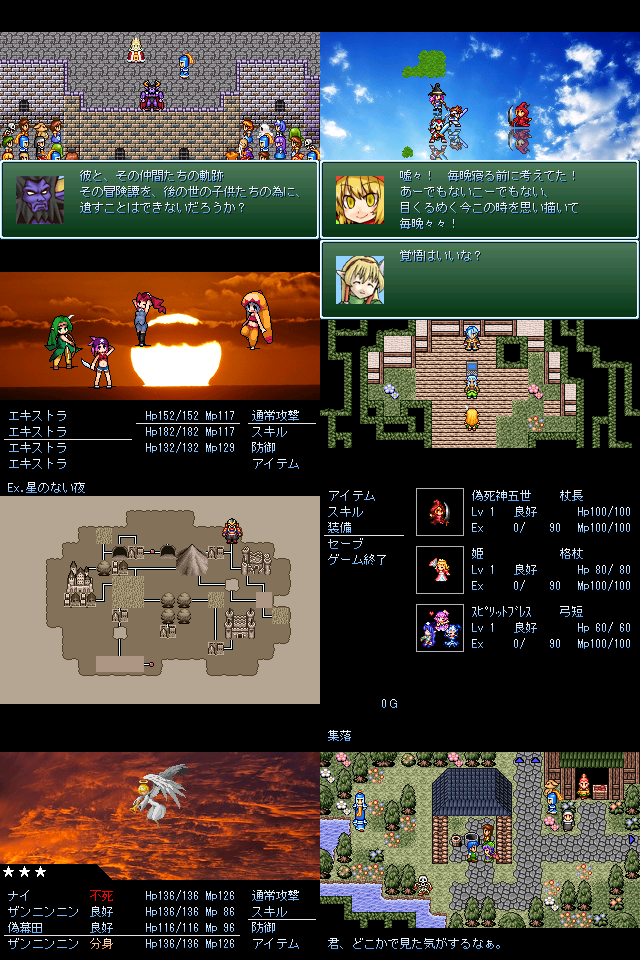 彼と、その仲間たちの軌跡
その冒険譚を、後の世の子供たちの為に、
遺すことはできないだろうか?
嘘々! 毎晩寝る前に考えてた!
あーでもないこーでもない、
目くるめく今この時を思い描いて
毎晩々々!
覚悟はいいな?
エキストラ Hp152/152 Mp117 通常攻撃
エキストラ Hp182/182 Mp117 スキル
エキストラ Hp132/132 Mp129 防御
エキストラ アイテム
Ex.星のない夜
アイテム
スキル
装備
セーブ
ゲーム終了
偽死神五世 杖長
Lv 1 良好 Hp100/100
Ex 0/ 90 Mp100/100
姫 格杖
Lv 1 良好 Hp 80/ 80
Ex 0/ 90 Mp100/100
スピリットブレス 弓短
Lv 1 良好 Hp 60/ 60
Ex 0/ 90 Mp100/100
0G
集落
★★★
ナイ 不死 Hp136/136 Mp126 通常攻撃
ザンニンニン 良好 Hp136/136 Mp 86 スキル
偽幕田 良好 Hp116/116 Mp 96 防御
ザンニンニン 分身 Hp136/136 Mp126 アイテム
君、どこかで見た気がするなぁ。